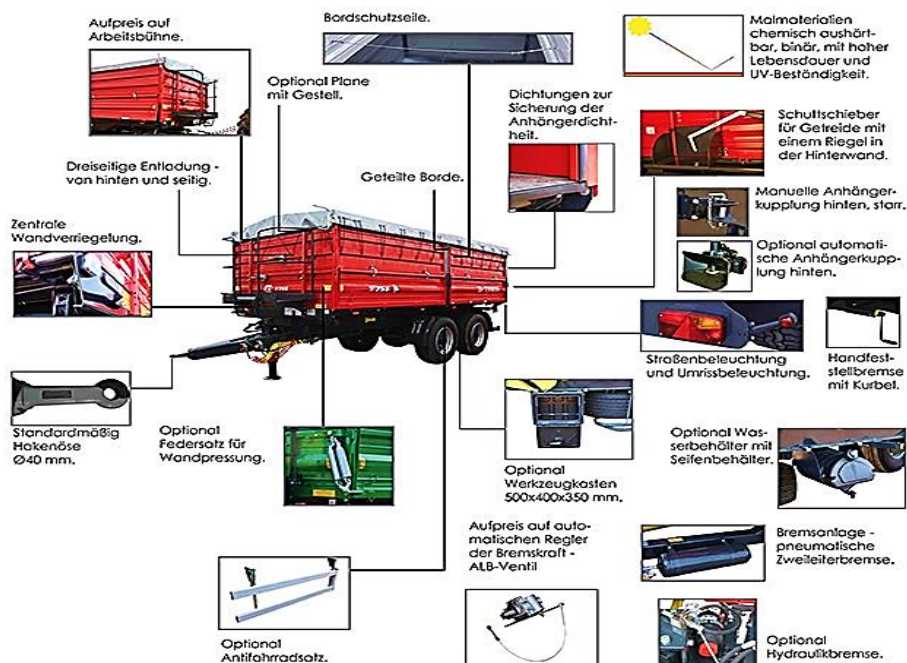 Aufpreis auf
Arbeitsbühne.
Bordschutzseile.
Malmaterialien
chemisch aushärt-
bar, binär, mit hoher
Lebensdauer und
UV-Beständigkeit.
Optional Plane
mit Gestell.
Dichtungen zur
Sicherung der
Anhängerdicht-
heit.
Schuttschieber
für Getreide mit
einem Riegel in
der Hinterwand.
Dreiseitige Entladung -
von hinten und seitig.
Geteilte Borde.
Manuelle Anhänger-
kupplung hinten, starr.
Zentrale
Wandverriegelung.
Optional automati-
sche Anhängerkupp-
lung hinten.
Straßenbeleuchtung
und Umrissbeleuchtung.
Handfest-
stellbremse
mit Kurbel.
Standardmäßig
Hakenöse
Ø40 mm.
Optional
Federsatz für
Wandpressung.
Optional
Werkzeugkasten
500x400x350 mm.
Optional Was-
serbehälter mit
Seifenbehälter.
Aufpreis auf auto-
matischen Regler
der Bremskraft -
ALB-Ventil
Bremsanlage -
pneumatische
Zweileiterbremse.
Optional
Antifahrradsatz.
Optional
Hydraulikbremse.